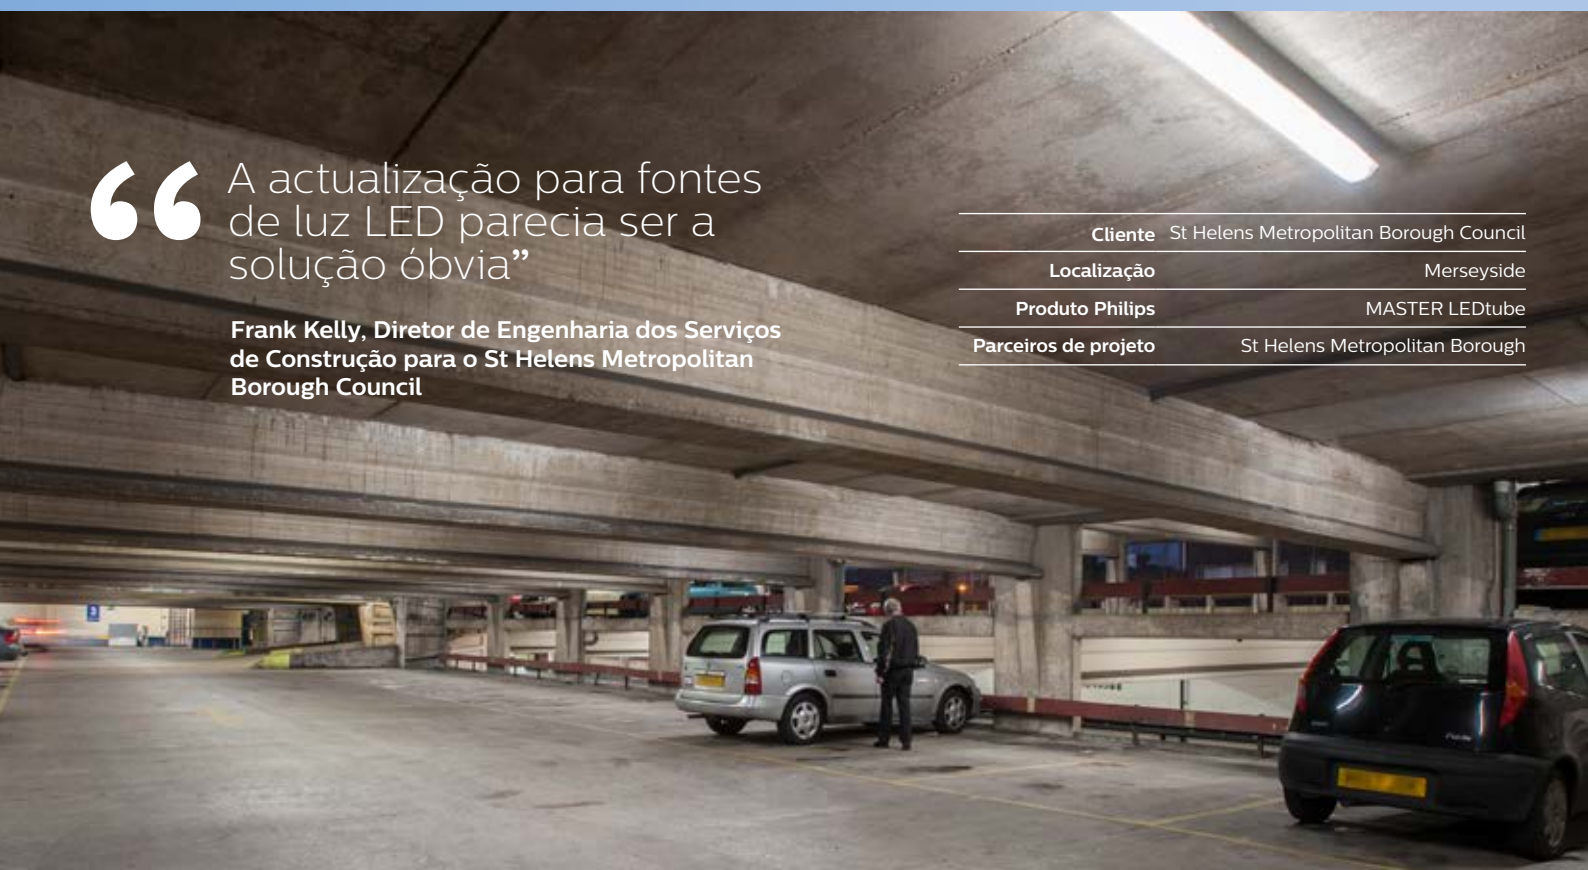 “A actualização para fontes
de luz LED parecia ser a
solução óbvia”
Frank Kelly, Diretor de Engenharia dos Serviços
de Construção para o St Helens Metropolitan
Borough Council
Cliente St Helens Metropolitan Borough Council
Localização Merseyside
Produto Philips MASTER LEDtube
Parceiros de projeto St Helens Metropolitan Borough
3